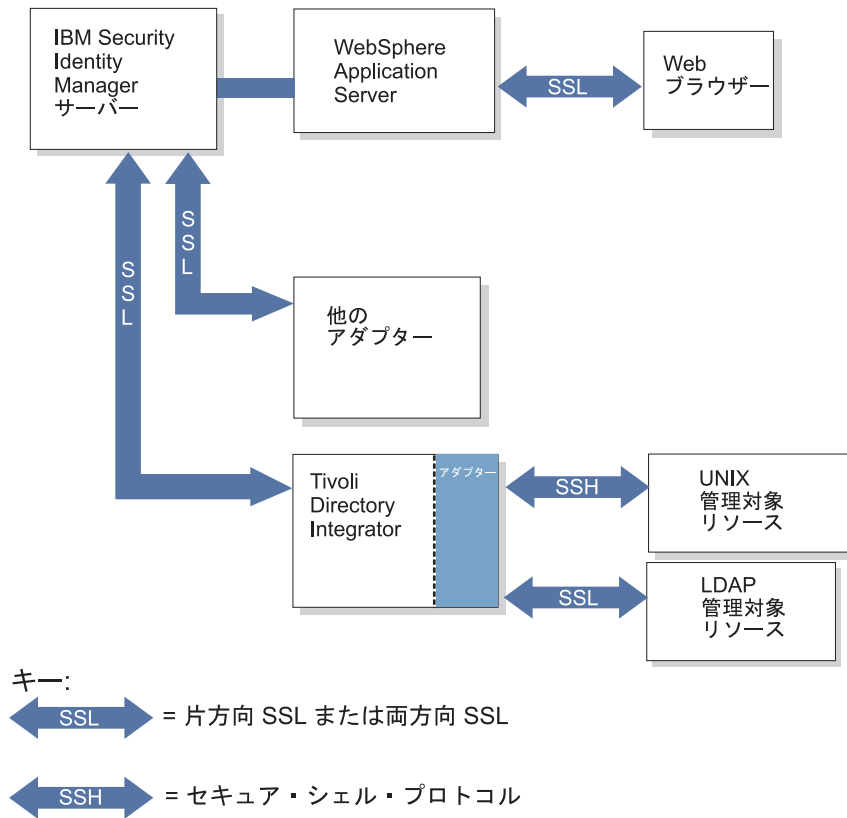 IBM Security
Identity
Manager
サーバー
WebSphere
Application
Server
SSL
Web
ブラウザー
SSL
SSL
他の
アダプター
Tivoli
Directory
Integrator
アダプター
SSH
UNIX
管理対象
リソース
SSL
LDAP
管理対象
リソース
キー:
SSL = 片方向 SSL または両方向 SSL
SSH = セキュア・シェル・プロトコル